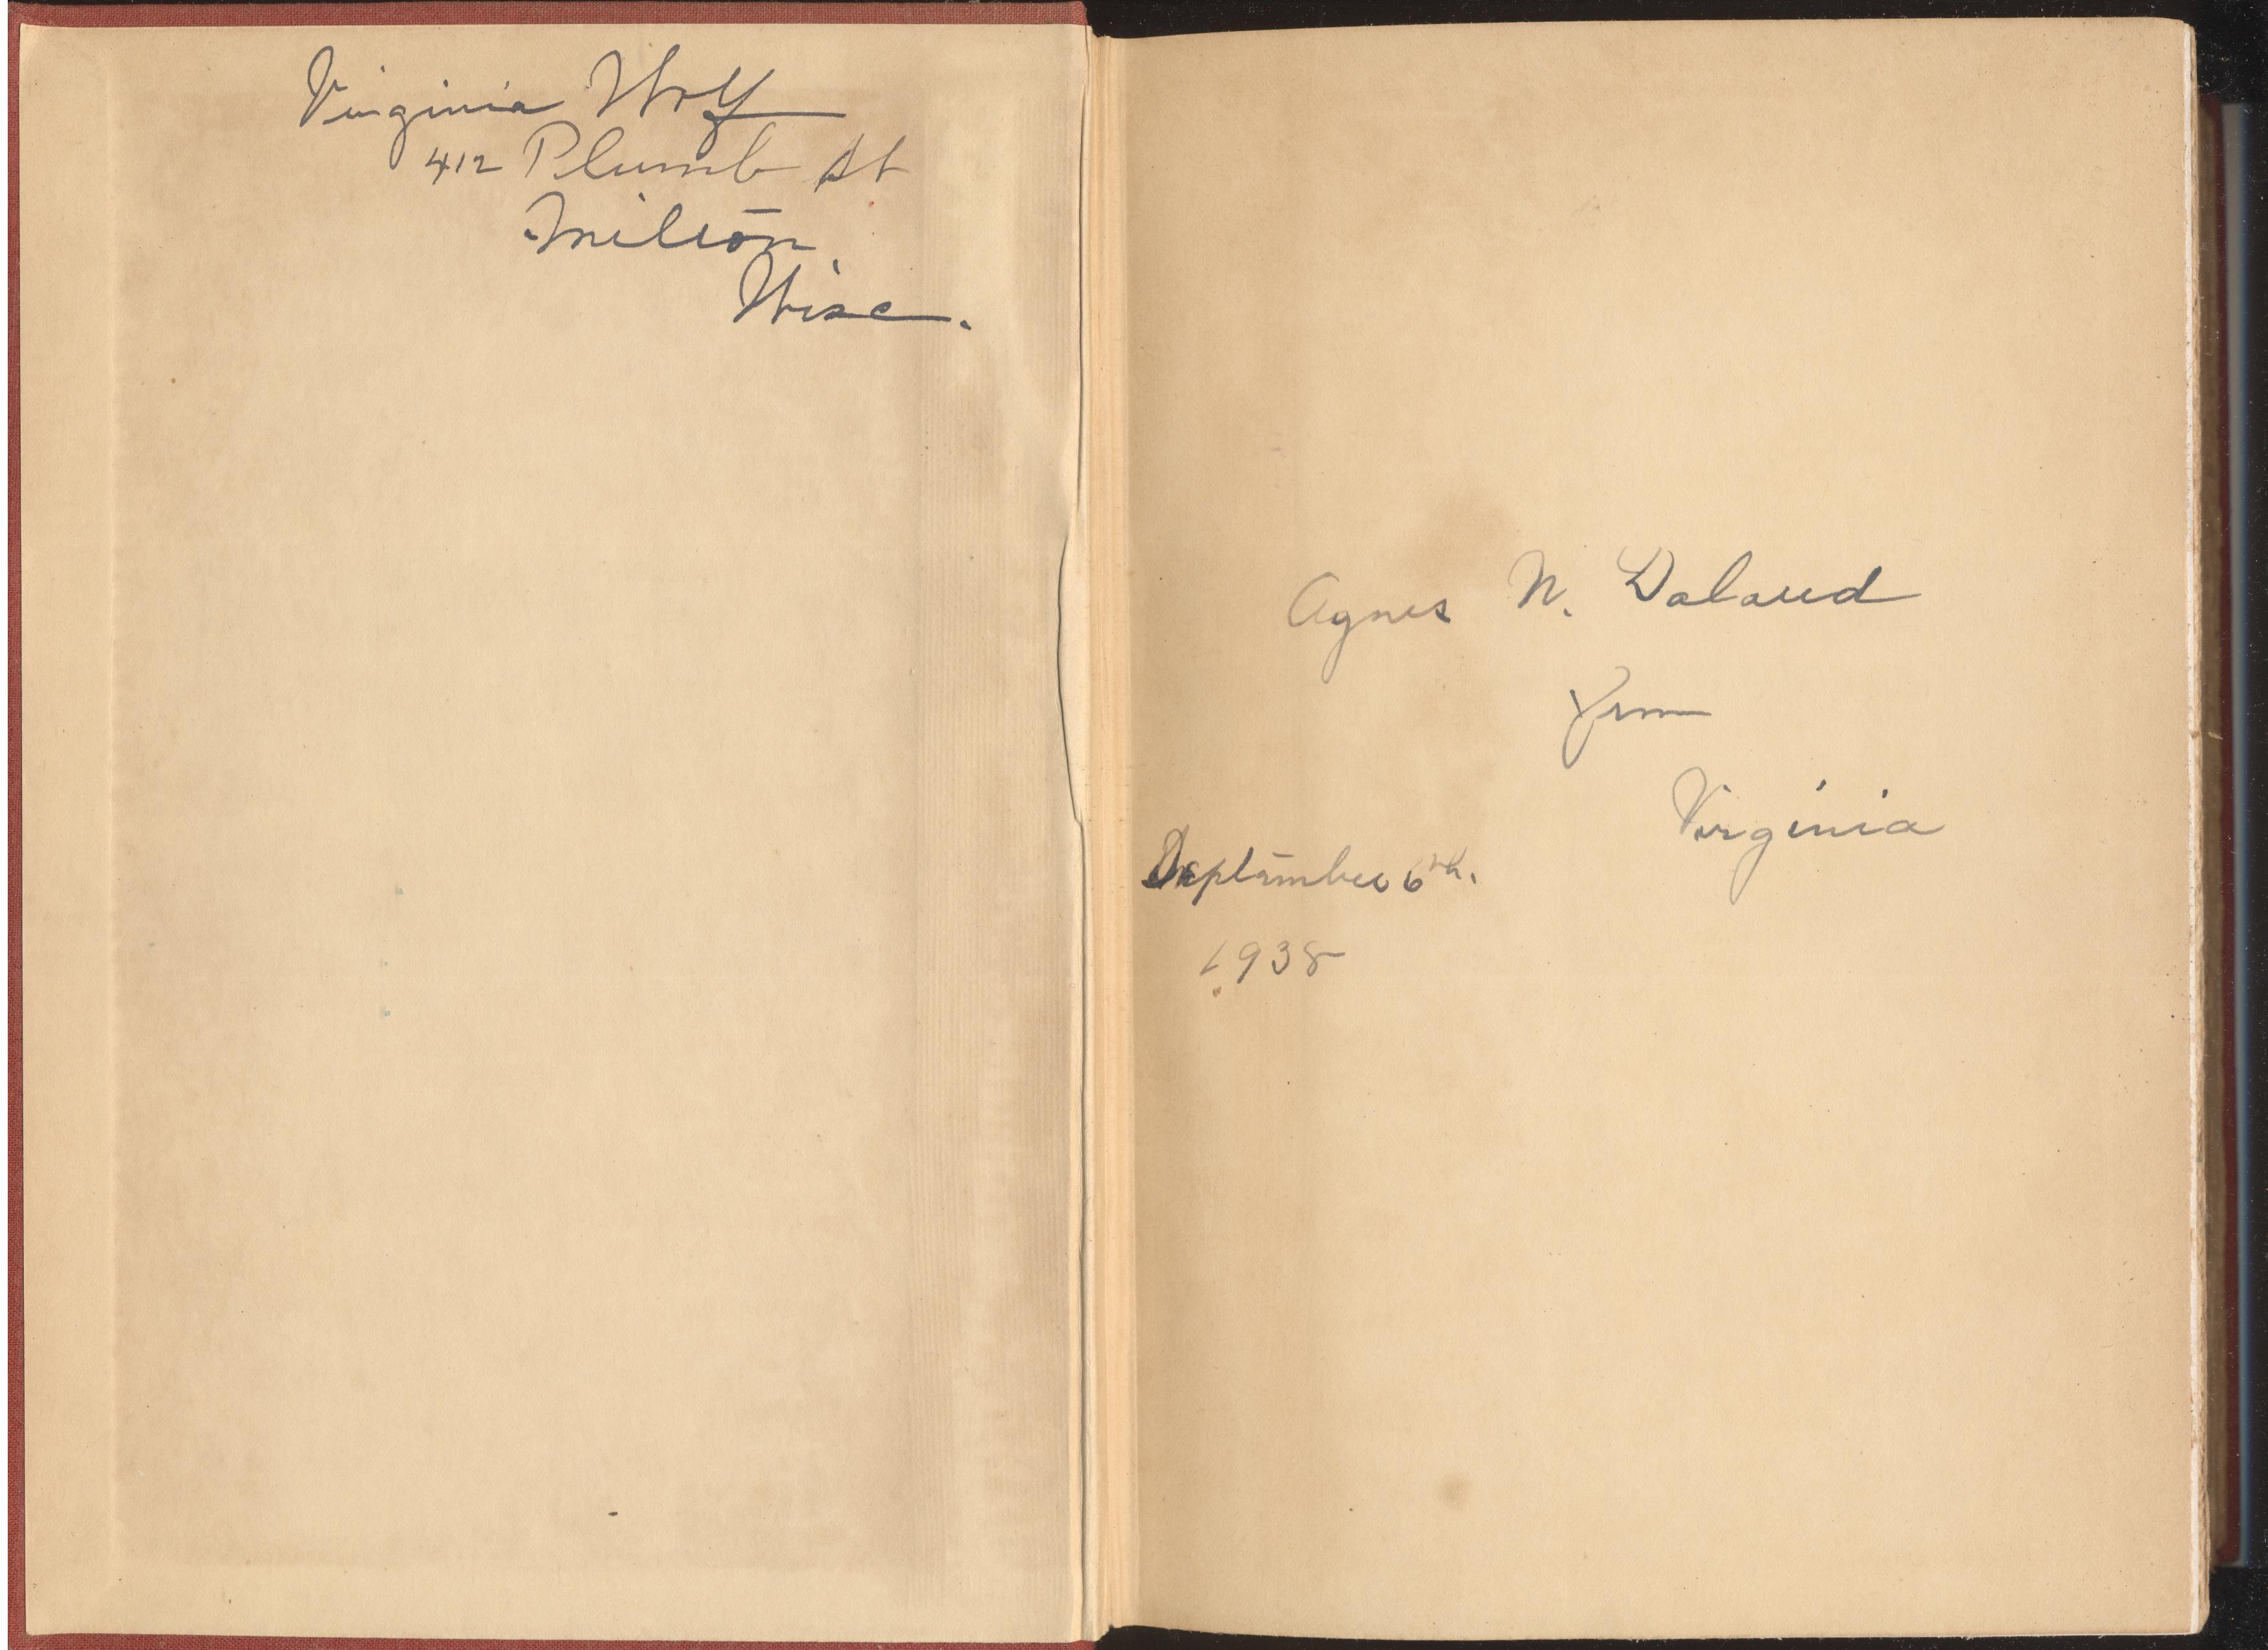 Virginia Wolf
412 Plumb St
Milton
Wisc.
Agnes N. Daland
from
Virginia
September 6th.
1938